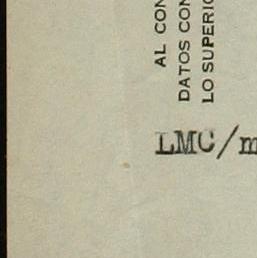 AL CON
DATOS CON
LO SUPERIO
LMC/m